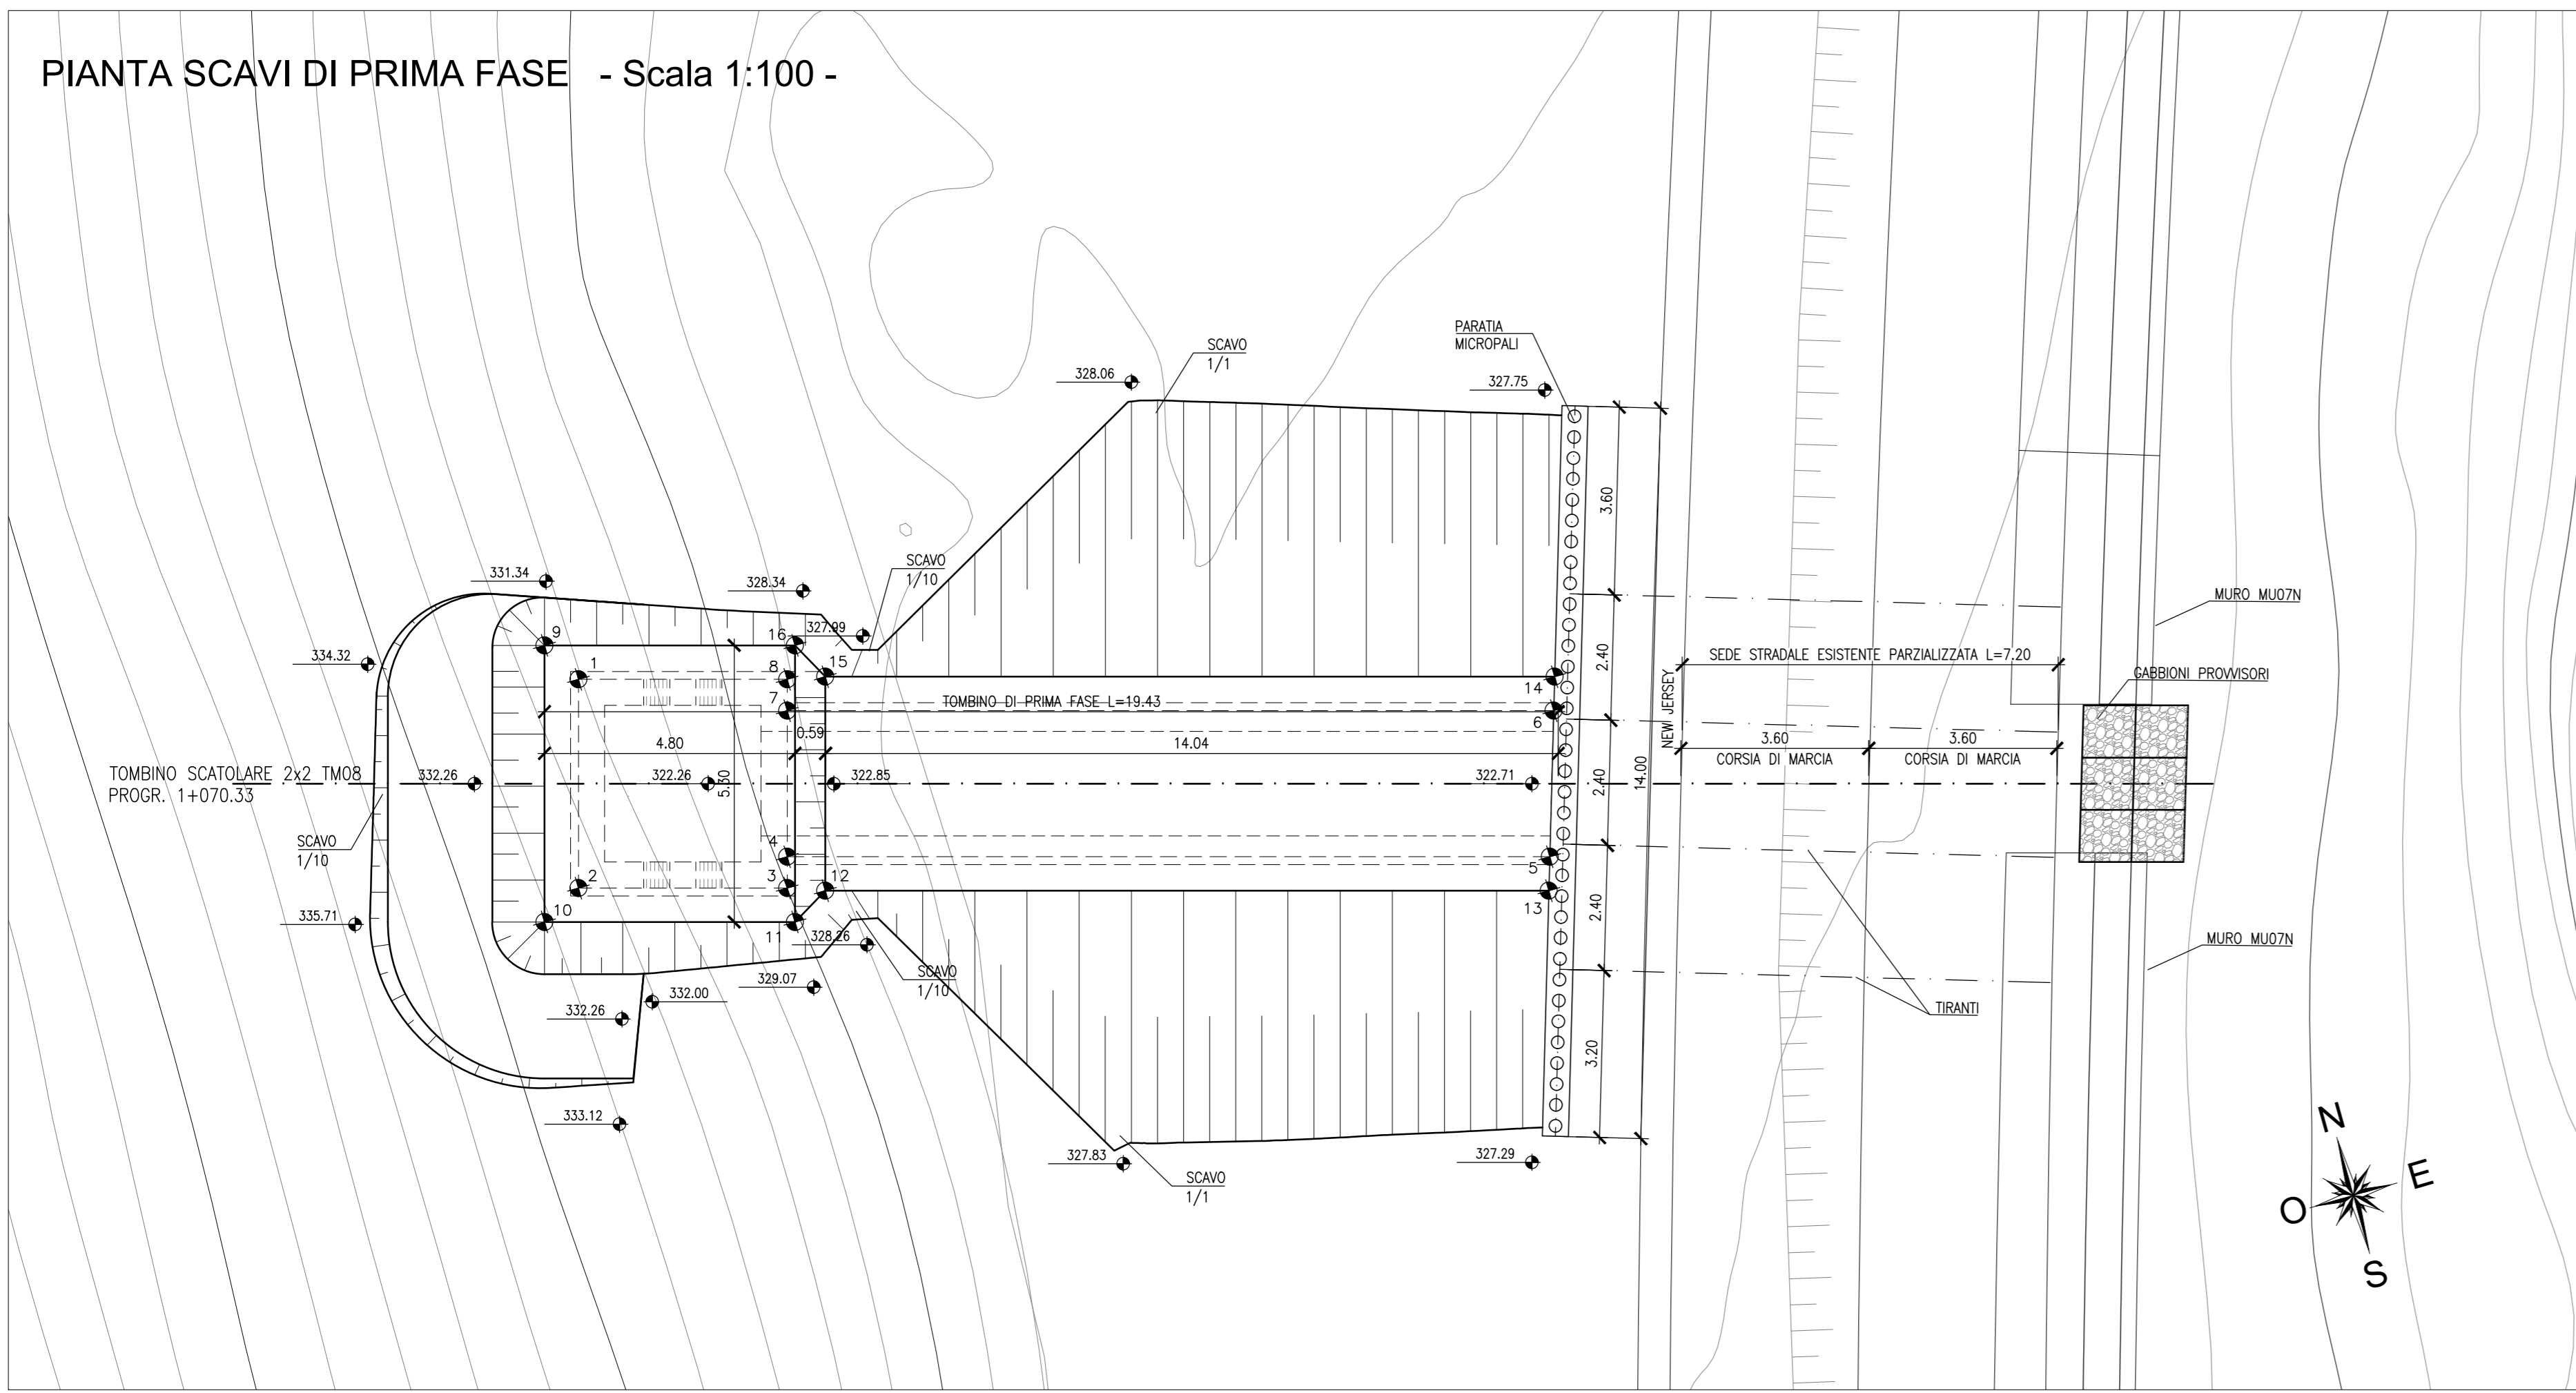 PIANTA SCAVI DI PRIMA FASE - Scala 1:100 -
PARATIA
MICROPALI
SCAVO
1/1
328.06
327.75
3.60
SCAVO
1/10
331.34
328.34
MURO MU07N
9
16
327.99
334.32
1
8
15
14
2.40
SEDE STRADALE ESISTENTE PARZIALIZZATA L=7.20
GABBIONI PROVVISORI
7
TOMBINO DI PRIMA FASE L=19.43
6
NEW JERSEY
0.59
4.80
14.04
3.60
3.60
CORSIA DI MARCIA
CORSIA DI MARCIA
TOMBINO SCATOLARE 2x2 TM08
PROGR. 1+070.33
332.26
322.26
5.30
322.85
322.71
2.40
14.00
SCAVO
1/10
4
5
2
3
12
13
2.40
10
11
335.71
328.26
MURO MU07N
SCAVO
1/10
329.07
332.00
332.26
TIRANTI
3.20
333.12
327.83
327.29
SCAVO
1/1
N
E
O
S